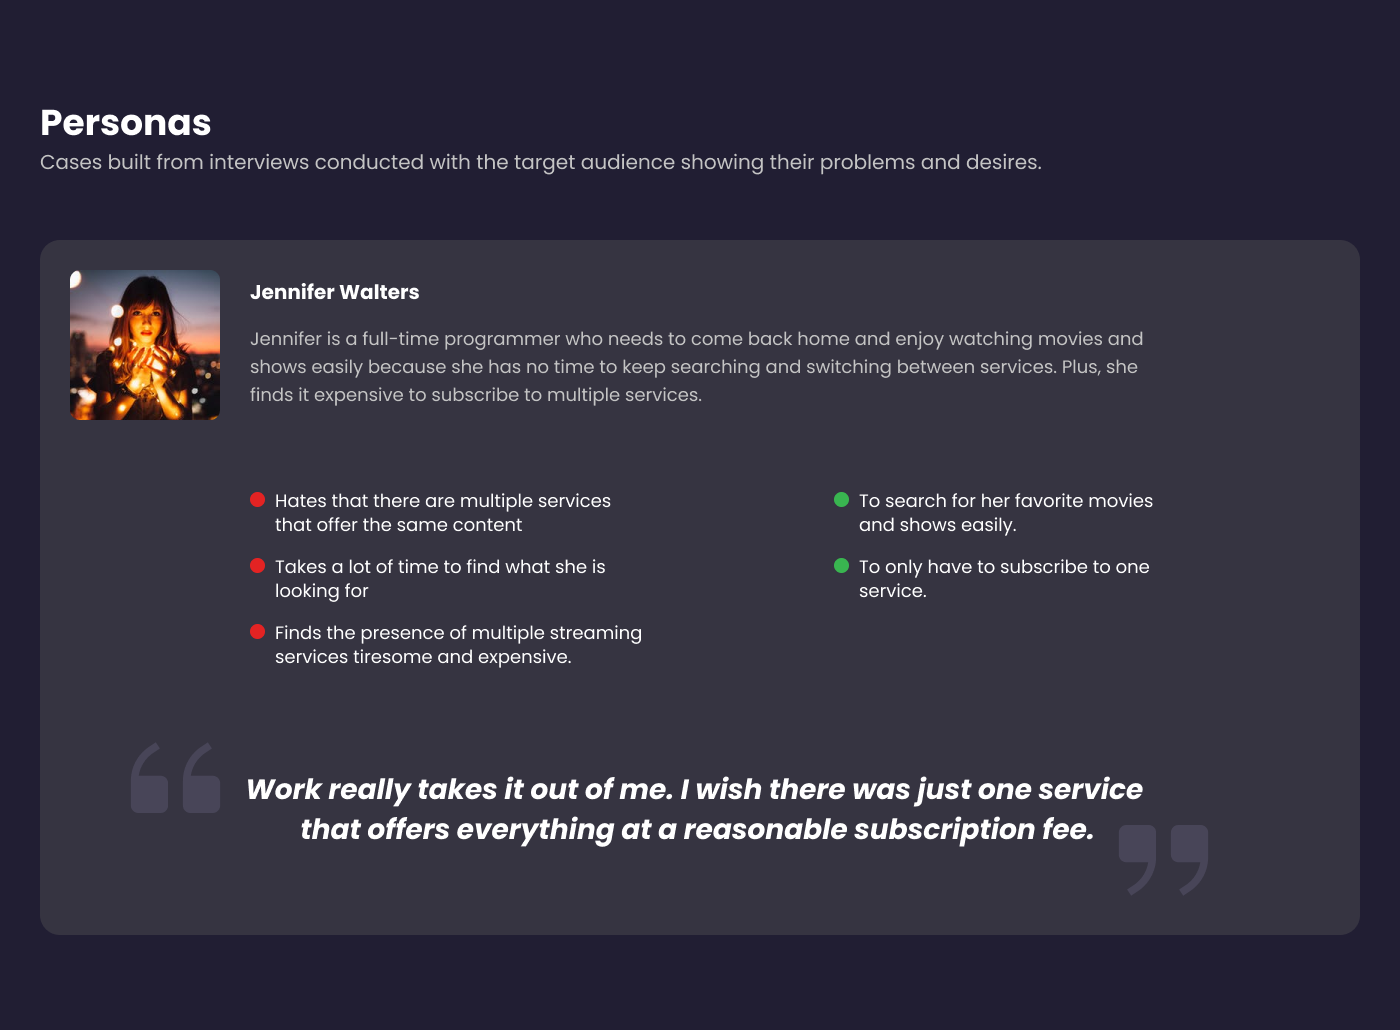 Personas
Cases built from interviews conducted with the target audience showing their problems and desires.
Jennifer Walters
Jennifer is a full-time programmer who needs to come back home and enjoy watching movies and
shows easily because she has no time to keep searching and switching between services. Plus, she
finds it expensive to subscribe to multiple services.
Hates that there are multiple services
that offer the same content
Takes a lot of time to find what she is
looking for
Finds the presence of multiple streaming
services tiresome and expensive.
To search for her favorite movies
and shows easily.
To only have to subscribe to one
service.
“Work really takes it out of me. I wish there was just one service
that offers everything at a reasonable subscription fee.”